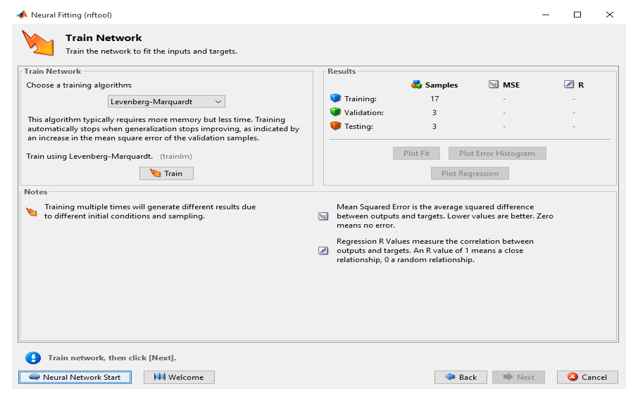 Neural Fitting (nftool)
Train Network
Train the network to fit the inputs and targets.
Train Network
Choose a training algorithm:
Levenberg-Marquardt
This algorithm typically requires more memory but less time. Training
automatically stops when generalization stops improving, as indicated by
an increase in the mean square error of the validation samples.
Train using Levenberg-Marquardt. (trainlm)
Train
Results
Samples MSE R
Training: 17 - -
Validation: 3 - -
Testing: 3 - -
Plot Fit Plot Error Histogram
Plot Regression
Notes
Training multiple times will generate different results due
to different initial conditions and sampling.
Mean Squared Error is the average squared difference
between outputs and targets. Lower values are better. Zero
means no error.
Regression R Values measure the correlation between
outputs and targets. An R value of 1 means a close
relationship, 0 a random relationship.
Train network, then click [Next].
Neural Network Start Welcome Back Next Cancel